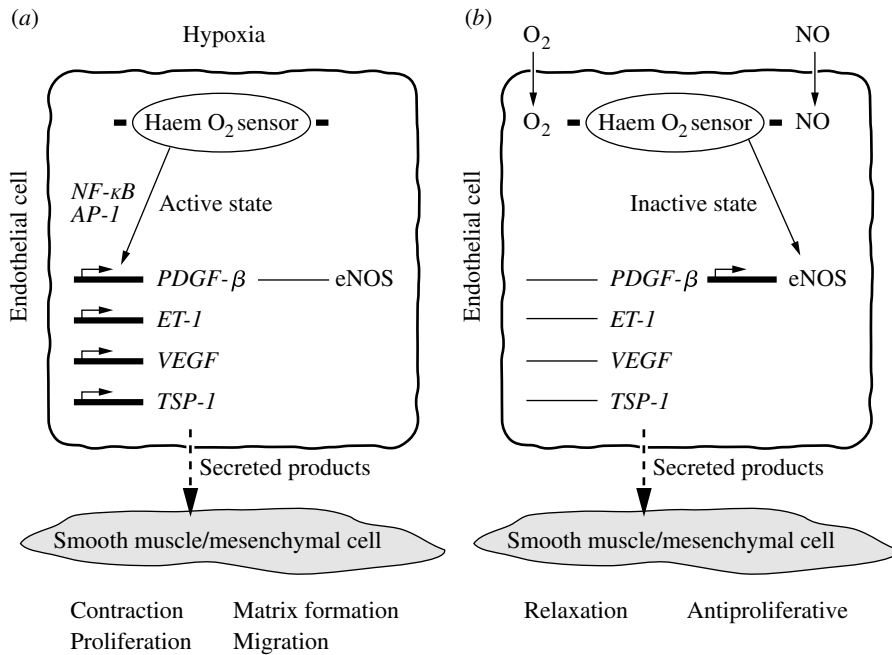 (a)
Hypoxia
Endothelial cell
Haem O₂ sensor
NF-κB
AP-1
Active state
PDGF-β eNOS
ET-1
VEGF
TSP-1
Secreted products
Smooth muscle/mesenchymal cell
Contraction Matrix formation
Proliferation Migration
(b)
O₂ NO
Endothelial cell
O₂ Haem O₂ sensor NO
Inactive state
PDGF-β eNOS
ET-1
VEGF
TSP-1
Secreted products
Smooth muscle/mesenchymal cell
Relaxation Antiproliferative